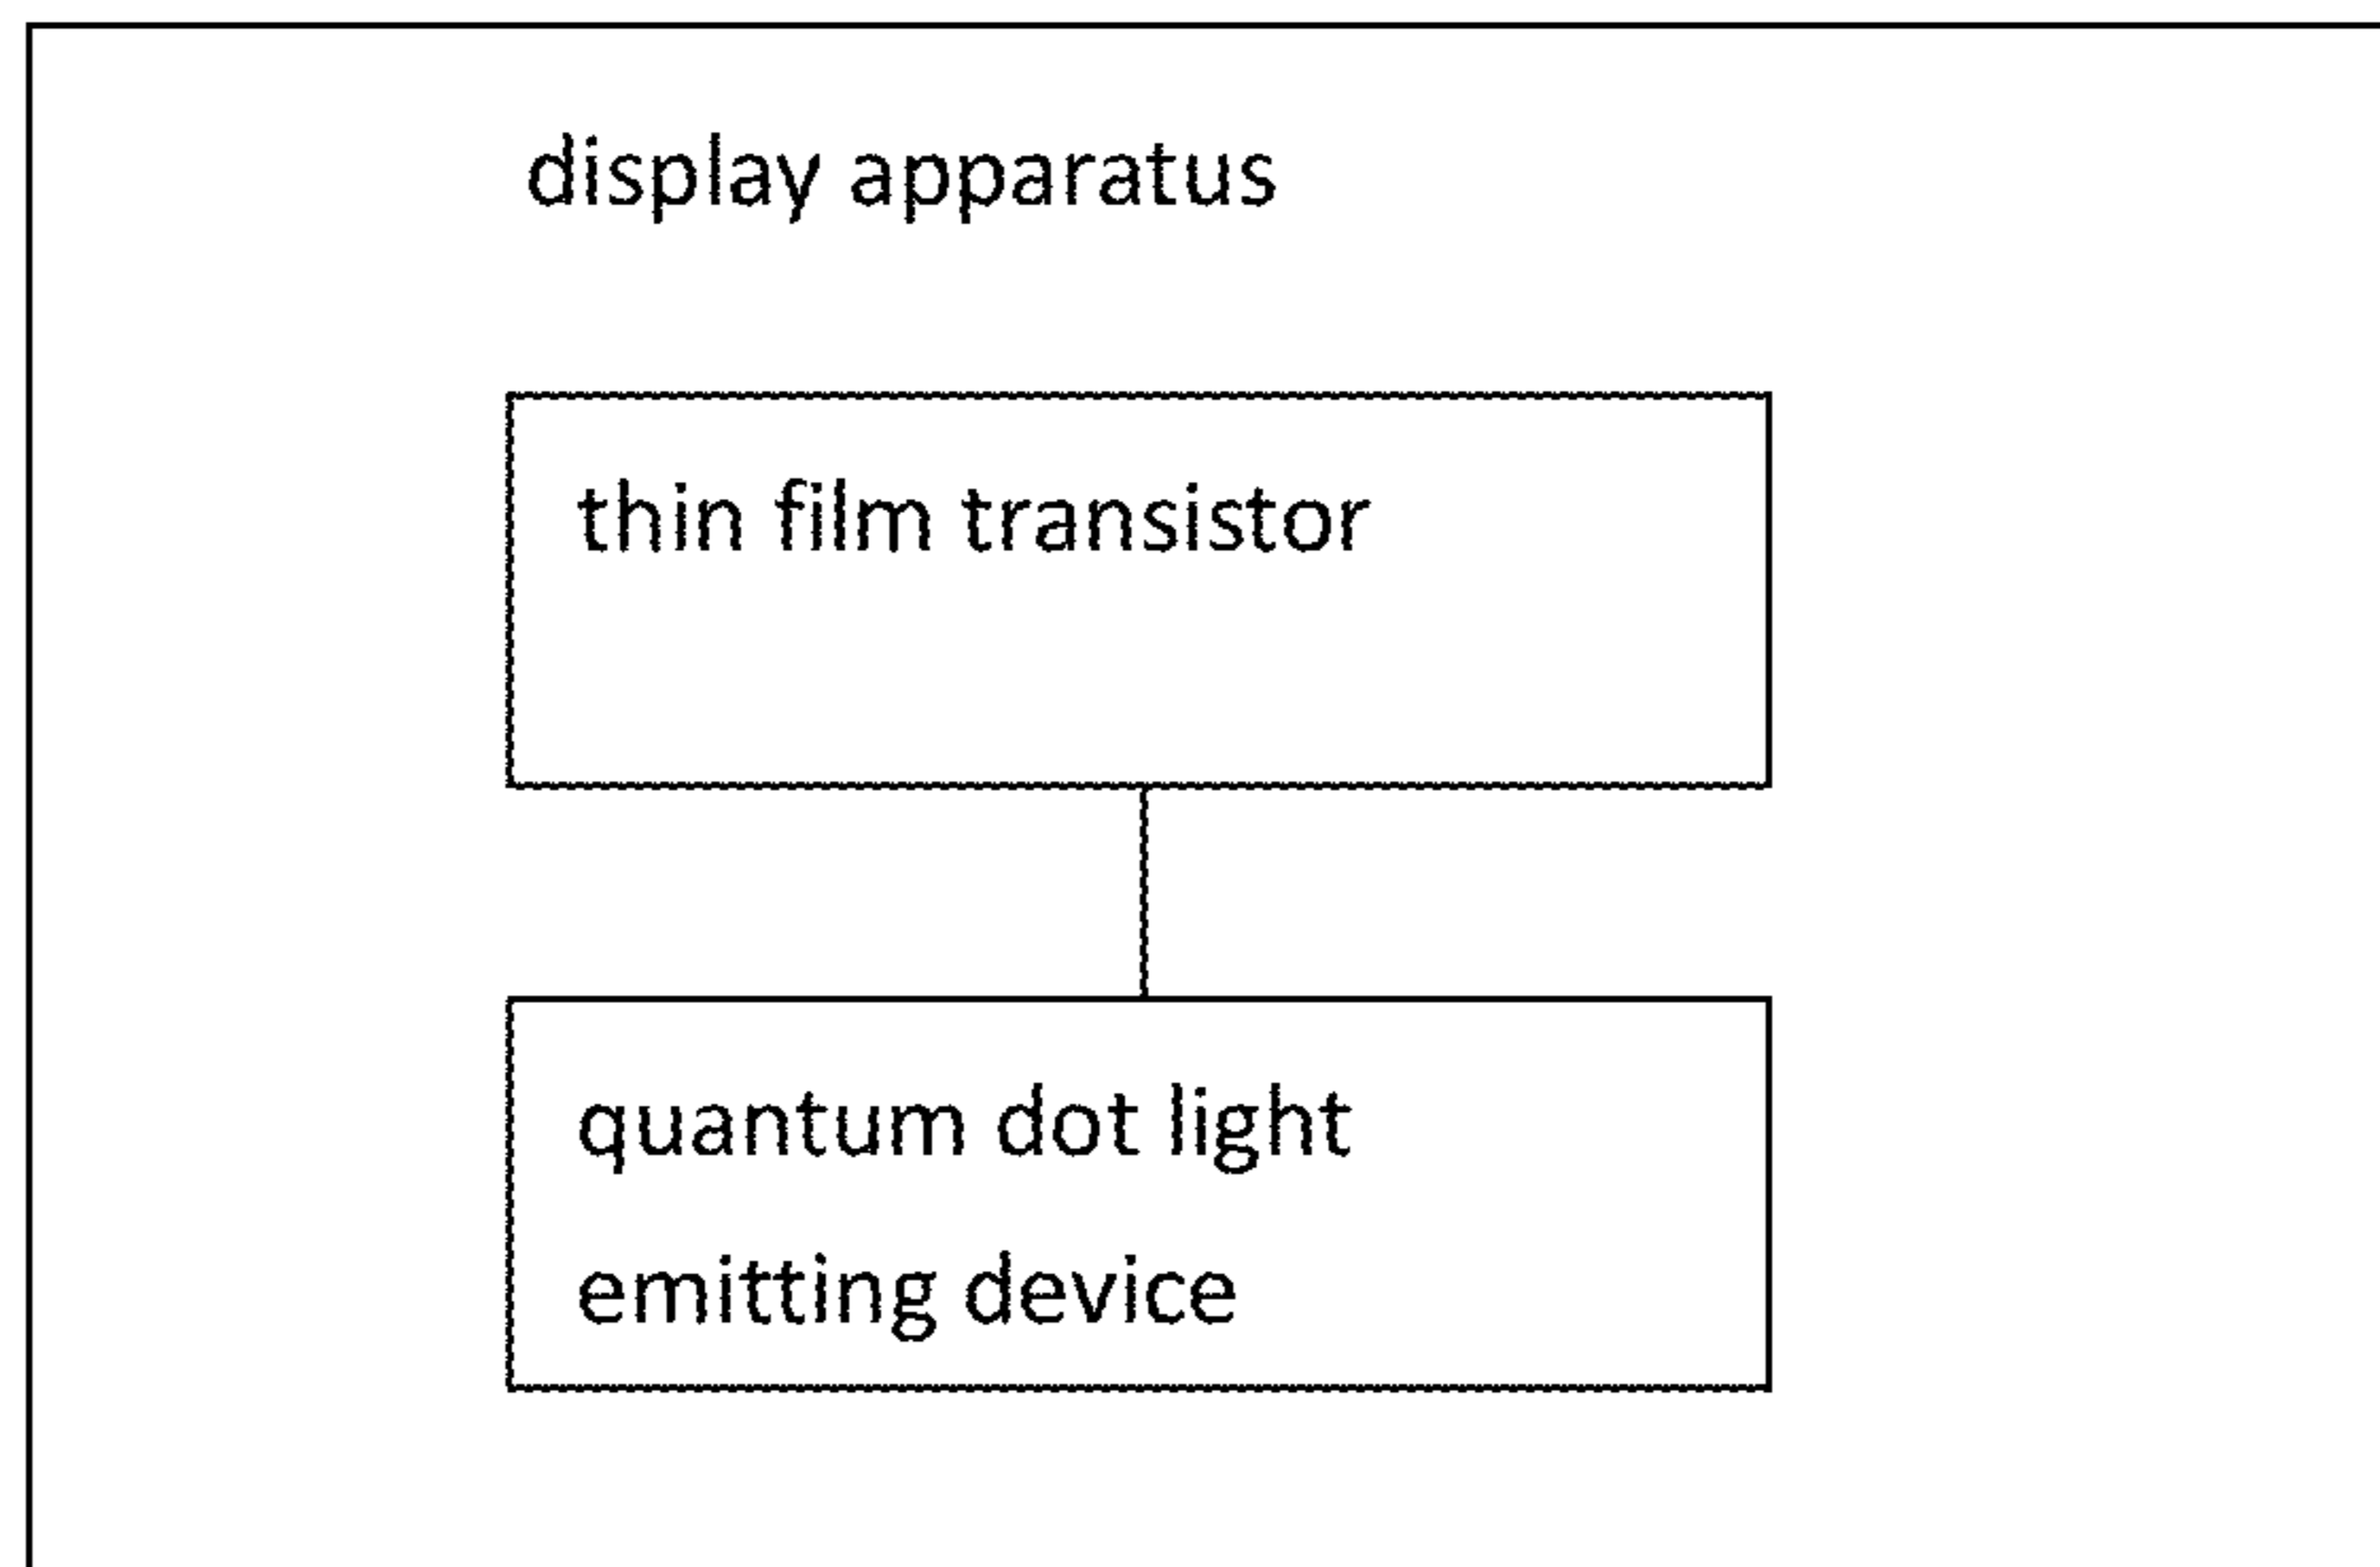 display apparatus
thin film transistor
quantum dot light
emitting device